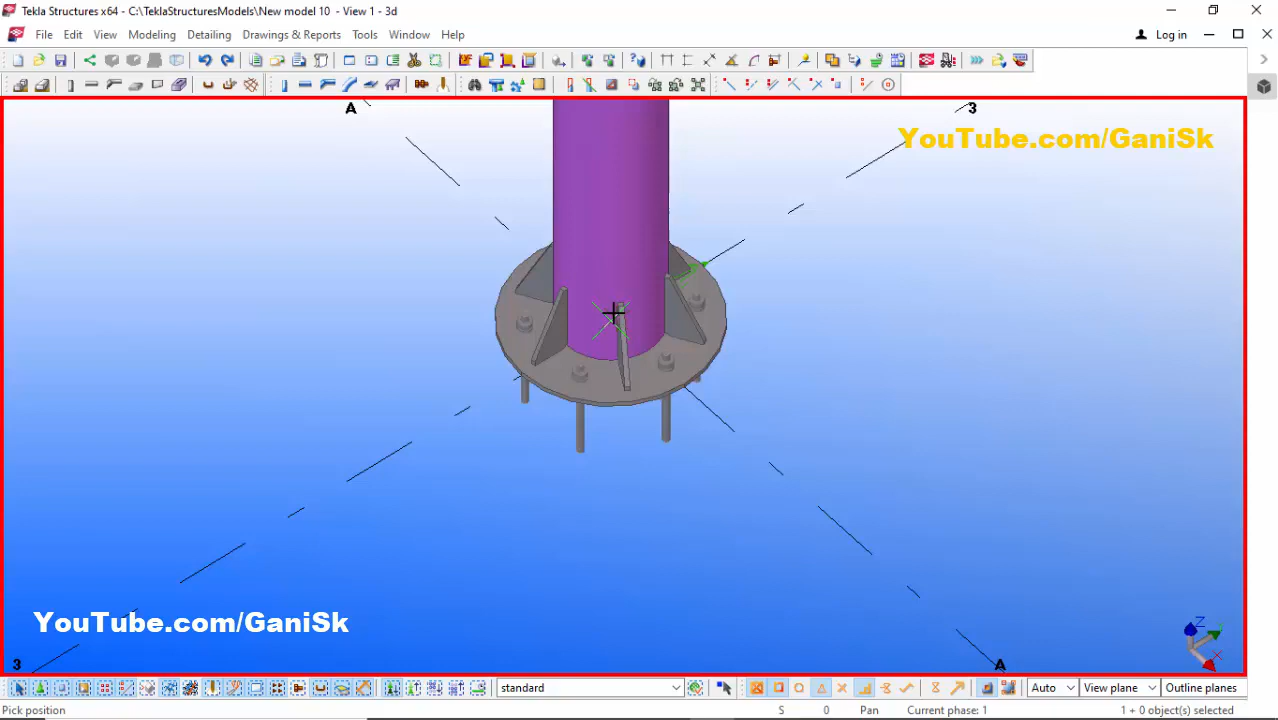 Tekla Structures x64 - C:\TeklaStructuresModels\New model 10 - View 1 - 3d
File Edit View Modeling Detailing Drawings & Reports Tools Window Help Log in
A
3
YouTube.com/GaniSk
YouTube.com/GaniSk
3
A
Z
X
standard
Auto
View plane
Outline planes
Pick position
S
0
Pan
Current phase: 1
1 + 0 object(s) selected